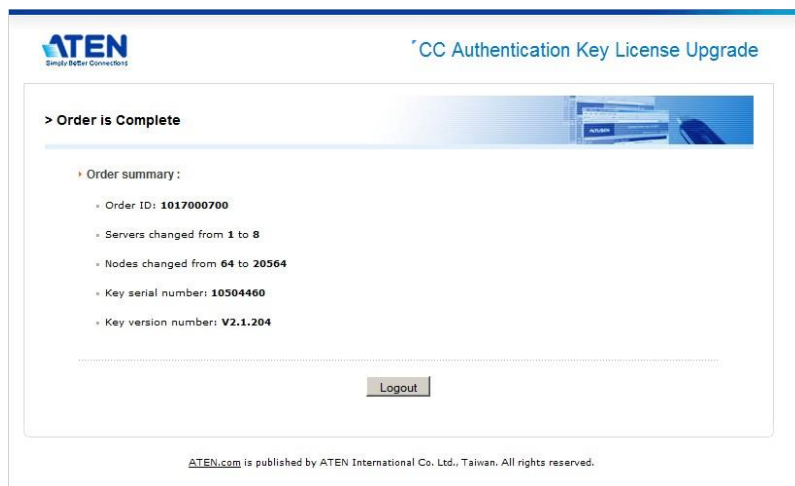 ATEN
Simply Better Connections
CC Authentication Key License Upgrade
> Order is Complete
ALTUSEN
Order summary :
Order ID: 1017000700
Servers changed from 1 to 8
Nodes changed from 64 to 20564
Key serial number: 10504460
Key version number: V2.1.204
Logout
ATEN.com is published by ATEN International Co. Ltd., Taiwan. All rights reserved.